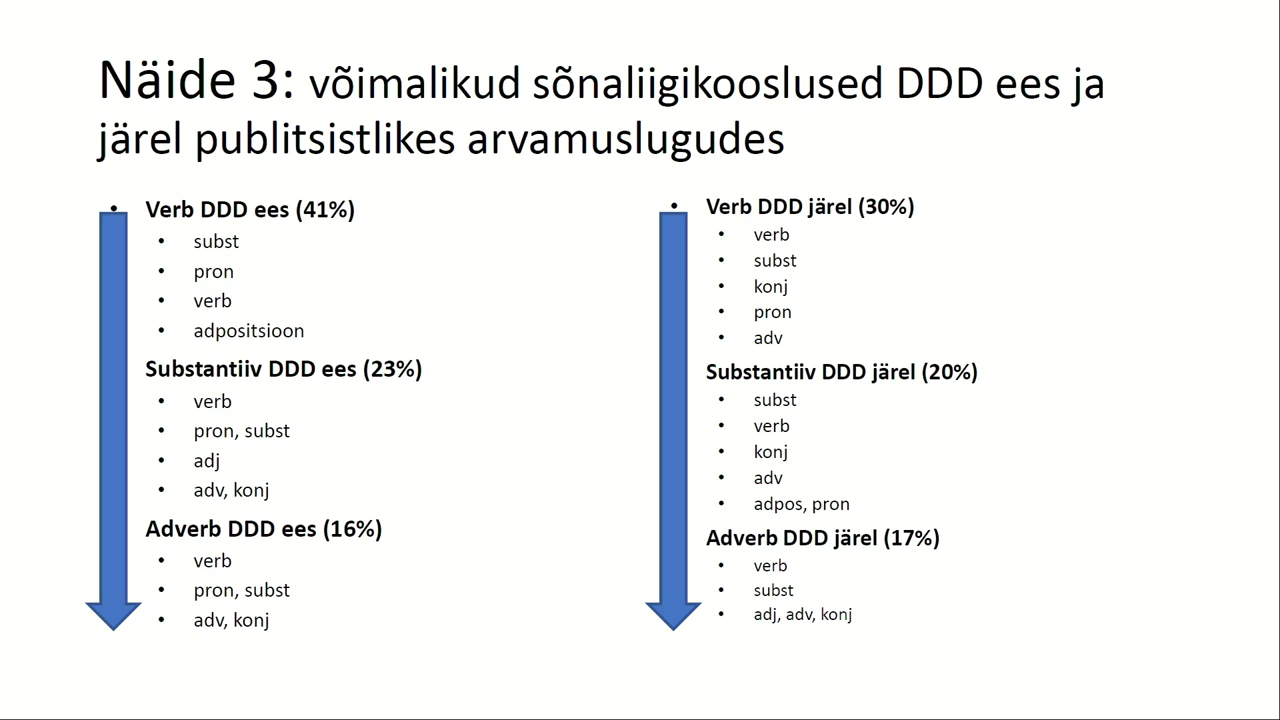 Näide 3: võimalikud sõnaliigikooslused DDD ees ja
järel publitsistlikes arvamuslugudes
• Verb DDD ees (41%)
• subst
• pron
• verb
• adpositsioon
Substantiiv DDD ees (23%)
• verb
• pron, subst
• adj
• adv, konj
Adverb DDD ees (16%)
• verb
• pron, subst
• adv, konj
• Verb DDD järel (30%)
• verb
• subst
• konj
• pron
• adv
Substantiiv DDD järel (20%)
• subst
• verb
• konj
• adv
• adpos, pron
Adverb DDD järel (17%)
• verb
• subst
• adj, adv, konj